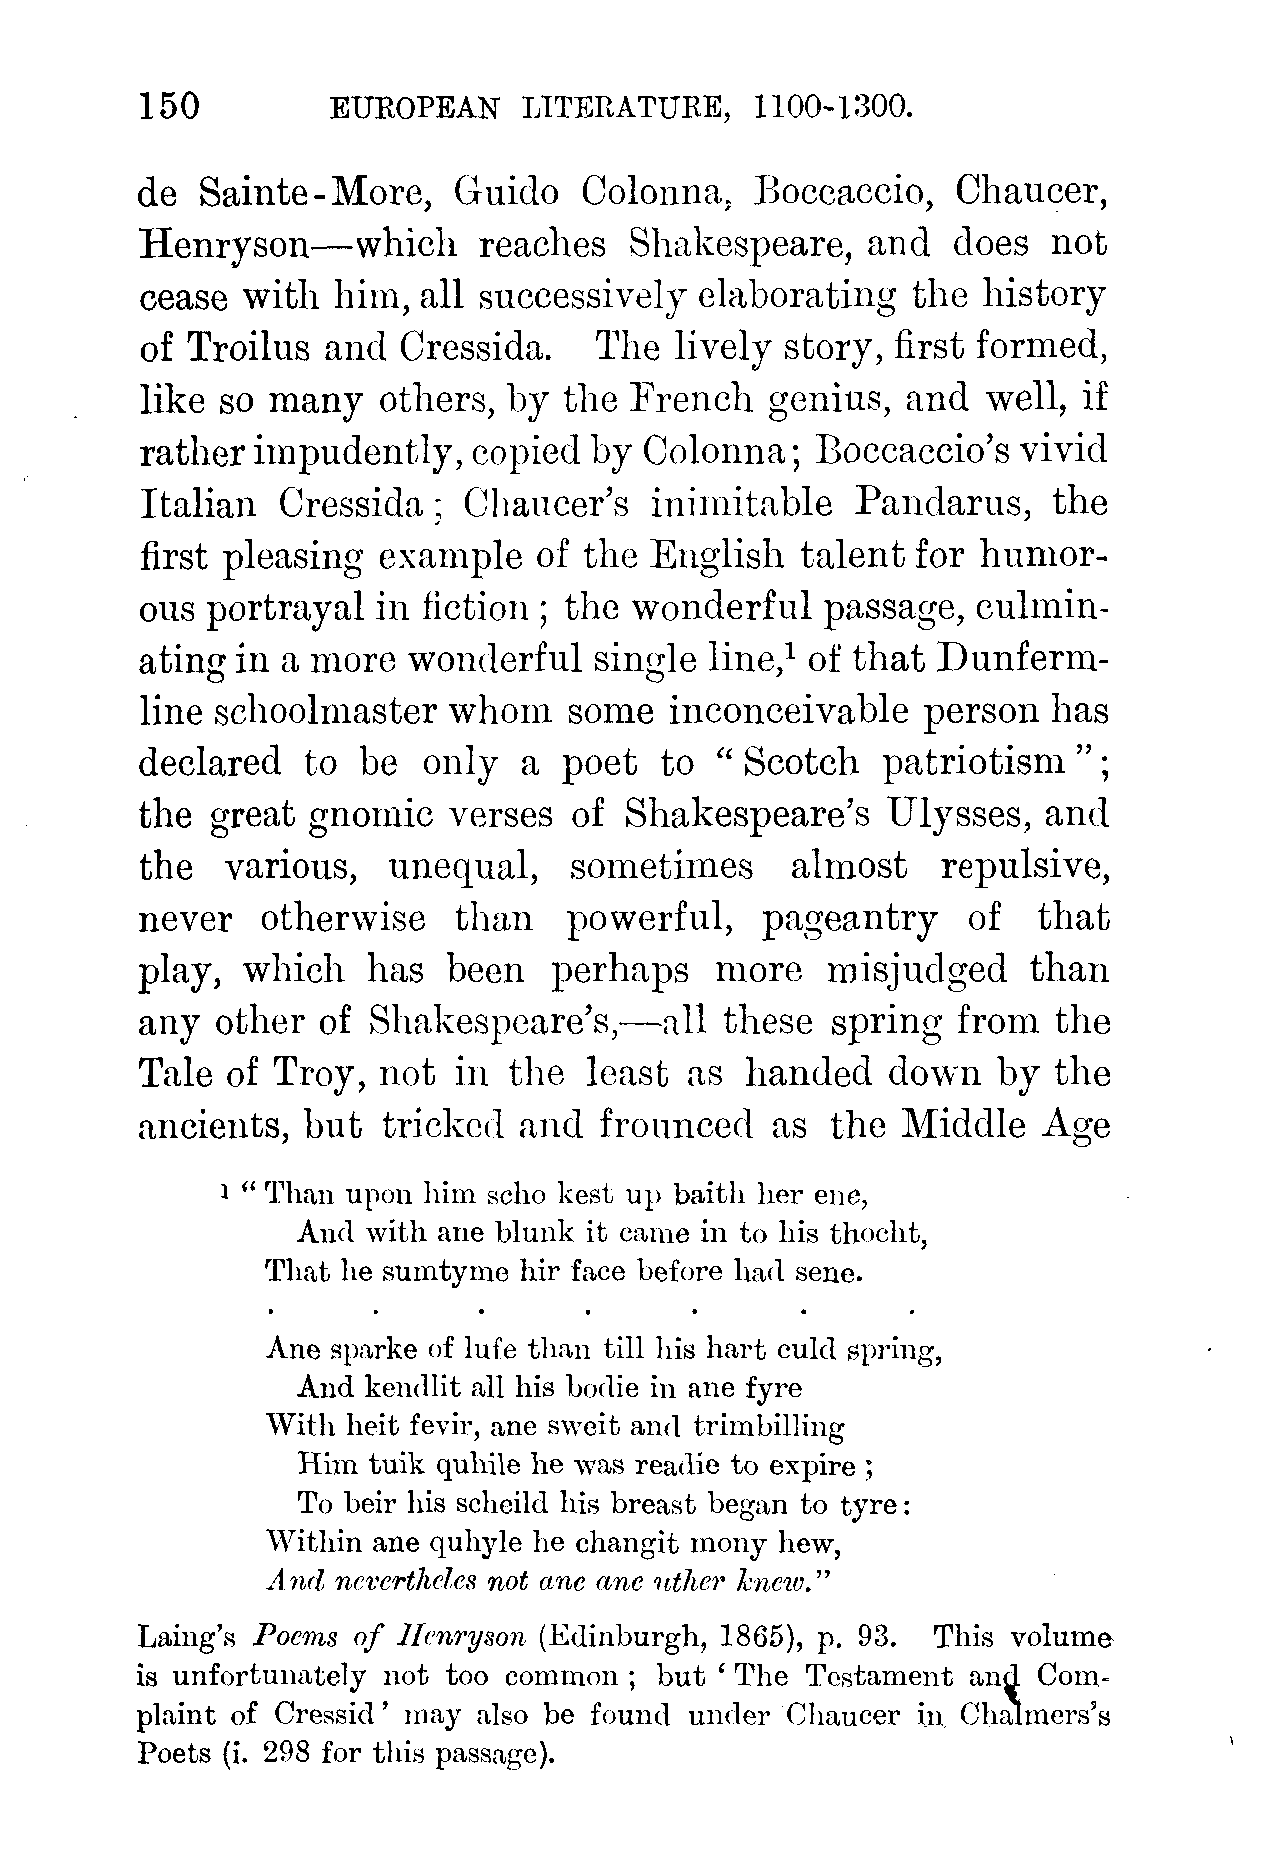 150 EUROPEAN LITERATURE, 1100-1300.
de Sainte-More, Guido Colonna, Boccaccio, Chaucer,
Henryson—which reaches Shakespeare, and does not
cease with him, all successively elaborating the history
of Troilus and Cressida. The lively story, first formed,
like so many others, by the French genius, and well, if
rather impudently, copied by Colonna; Boccaccio's vivid
Italian Cressida; Chaucer's inimitable Pandarus, the
first pleasing example of the English talent for humor-
ous portrayal in fiction; the wonderful passage, culmin-
ating in a more wonderful single line,¹ of that Dunferm-
line schoolmaster whom some inconceivable person has
declared to be only a poet to "Scotch patriotism";
the great gnomic verses of Shakespeare's Ulysses, and
the various, unequal, sometimes almost repulsive,
never otherwise than powerful, pageantry of that
play, which has been perhaps more misjudged than
any other of Shakespeare's,—all these spring from the
Tale of Troy, not in the least as handed down by the
ancients, but tricked and frounced as the Middle Age
¹ "Than upon him scho kest up baith her ene,
And with ane blunk it came in to his thocht,
That he sumtyme hir face before had sene.
. . . . . . .
Ane sparke of lufe than till his hart culd spring,
And kendlit all his bodie in ane fyre
With heit fevir, ane sweit and trimbilling
Him tuik quhile he was readie to expire;
To beir his scheild his breast began to tyre:
Within ane quhyle he changit mony hew,
And nevertheles not ane ane uther knew."
Laing's Poems of Henryson (Edinburgh, 1865), p. 93. This volume
is unfortunately not too common; but 'The Testament and Com-
plaint of Cressid' may also be found under Chaucer in Chalmers's
Poets (i. 298 for this passage).